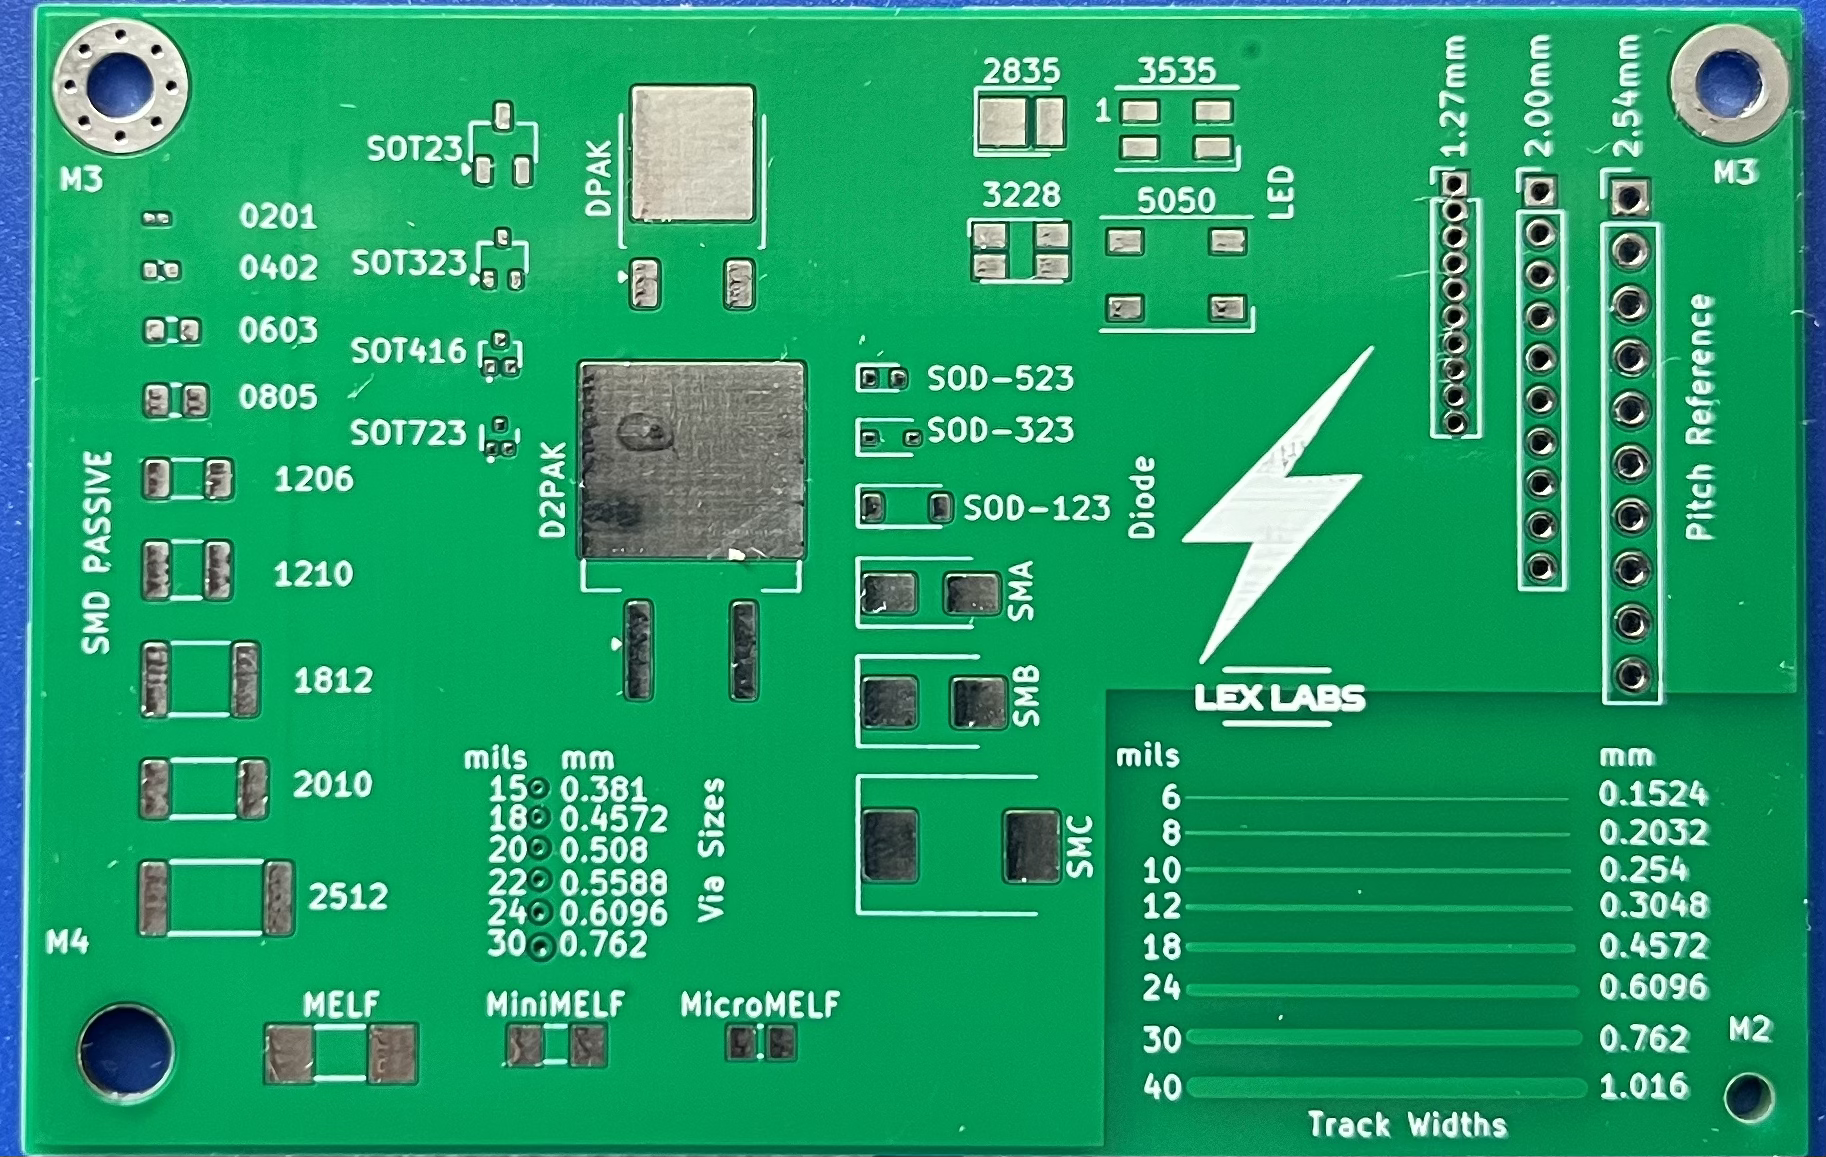 M3
SMD PASSIVE
0201
0402
0603
0805
1206
1210
1812
2010
2512
M4
SOT23
SOT323
SOT416
SOT723
DPAK
D2PAK
2835
3535
1
3228
5050
LED
SOD-523
SOD-323
SOD-123
Diode
SMA
SMB
SMC
1.27mm
2.00mm
2.54mm
M3
Pitch Reference
LEX LABS
mils mm
15 0.381
18 0.4572
20 0.508
22 0.5588
24 0.6096
30 0.762
Via Sizes
MELF
MiniMELF
MicroMELF
mils mm
6 0.1524
8 0.2032
10 0.254
12 0.3048
18 0.4572
24 0.6096
30 0.762
40 1.016
Track Widths
M2